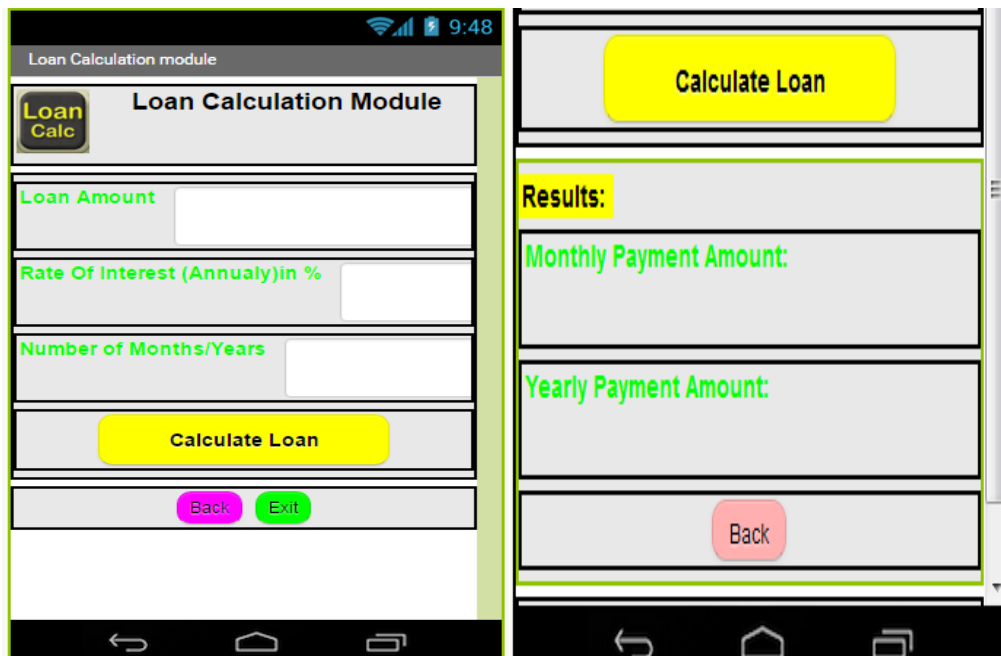 9:48
Loan Calculation module
Loan
Calc
Loan Calculation Module
Loan Amount
Rate Of Interest (Annualy)in %
Number of Months/Years
Calculate Loan
Back Exit
Calculate Loan
Results:
Monthly Payment Amount:
Yearly Payment Amount:
Back